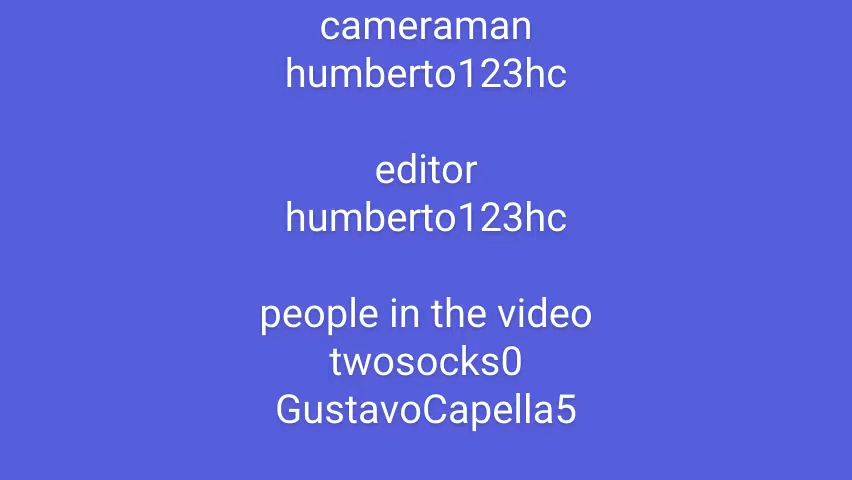 cameraman
humberto123hc
editor
humberto123hc
people in the video
twosocks0
GustavoCapella5